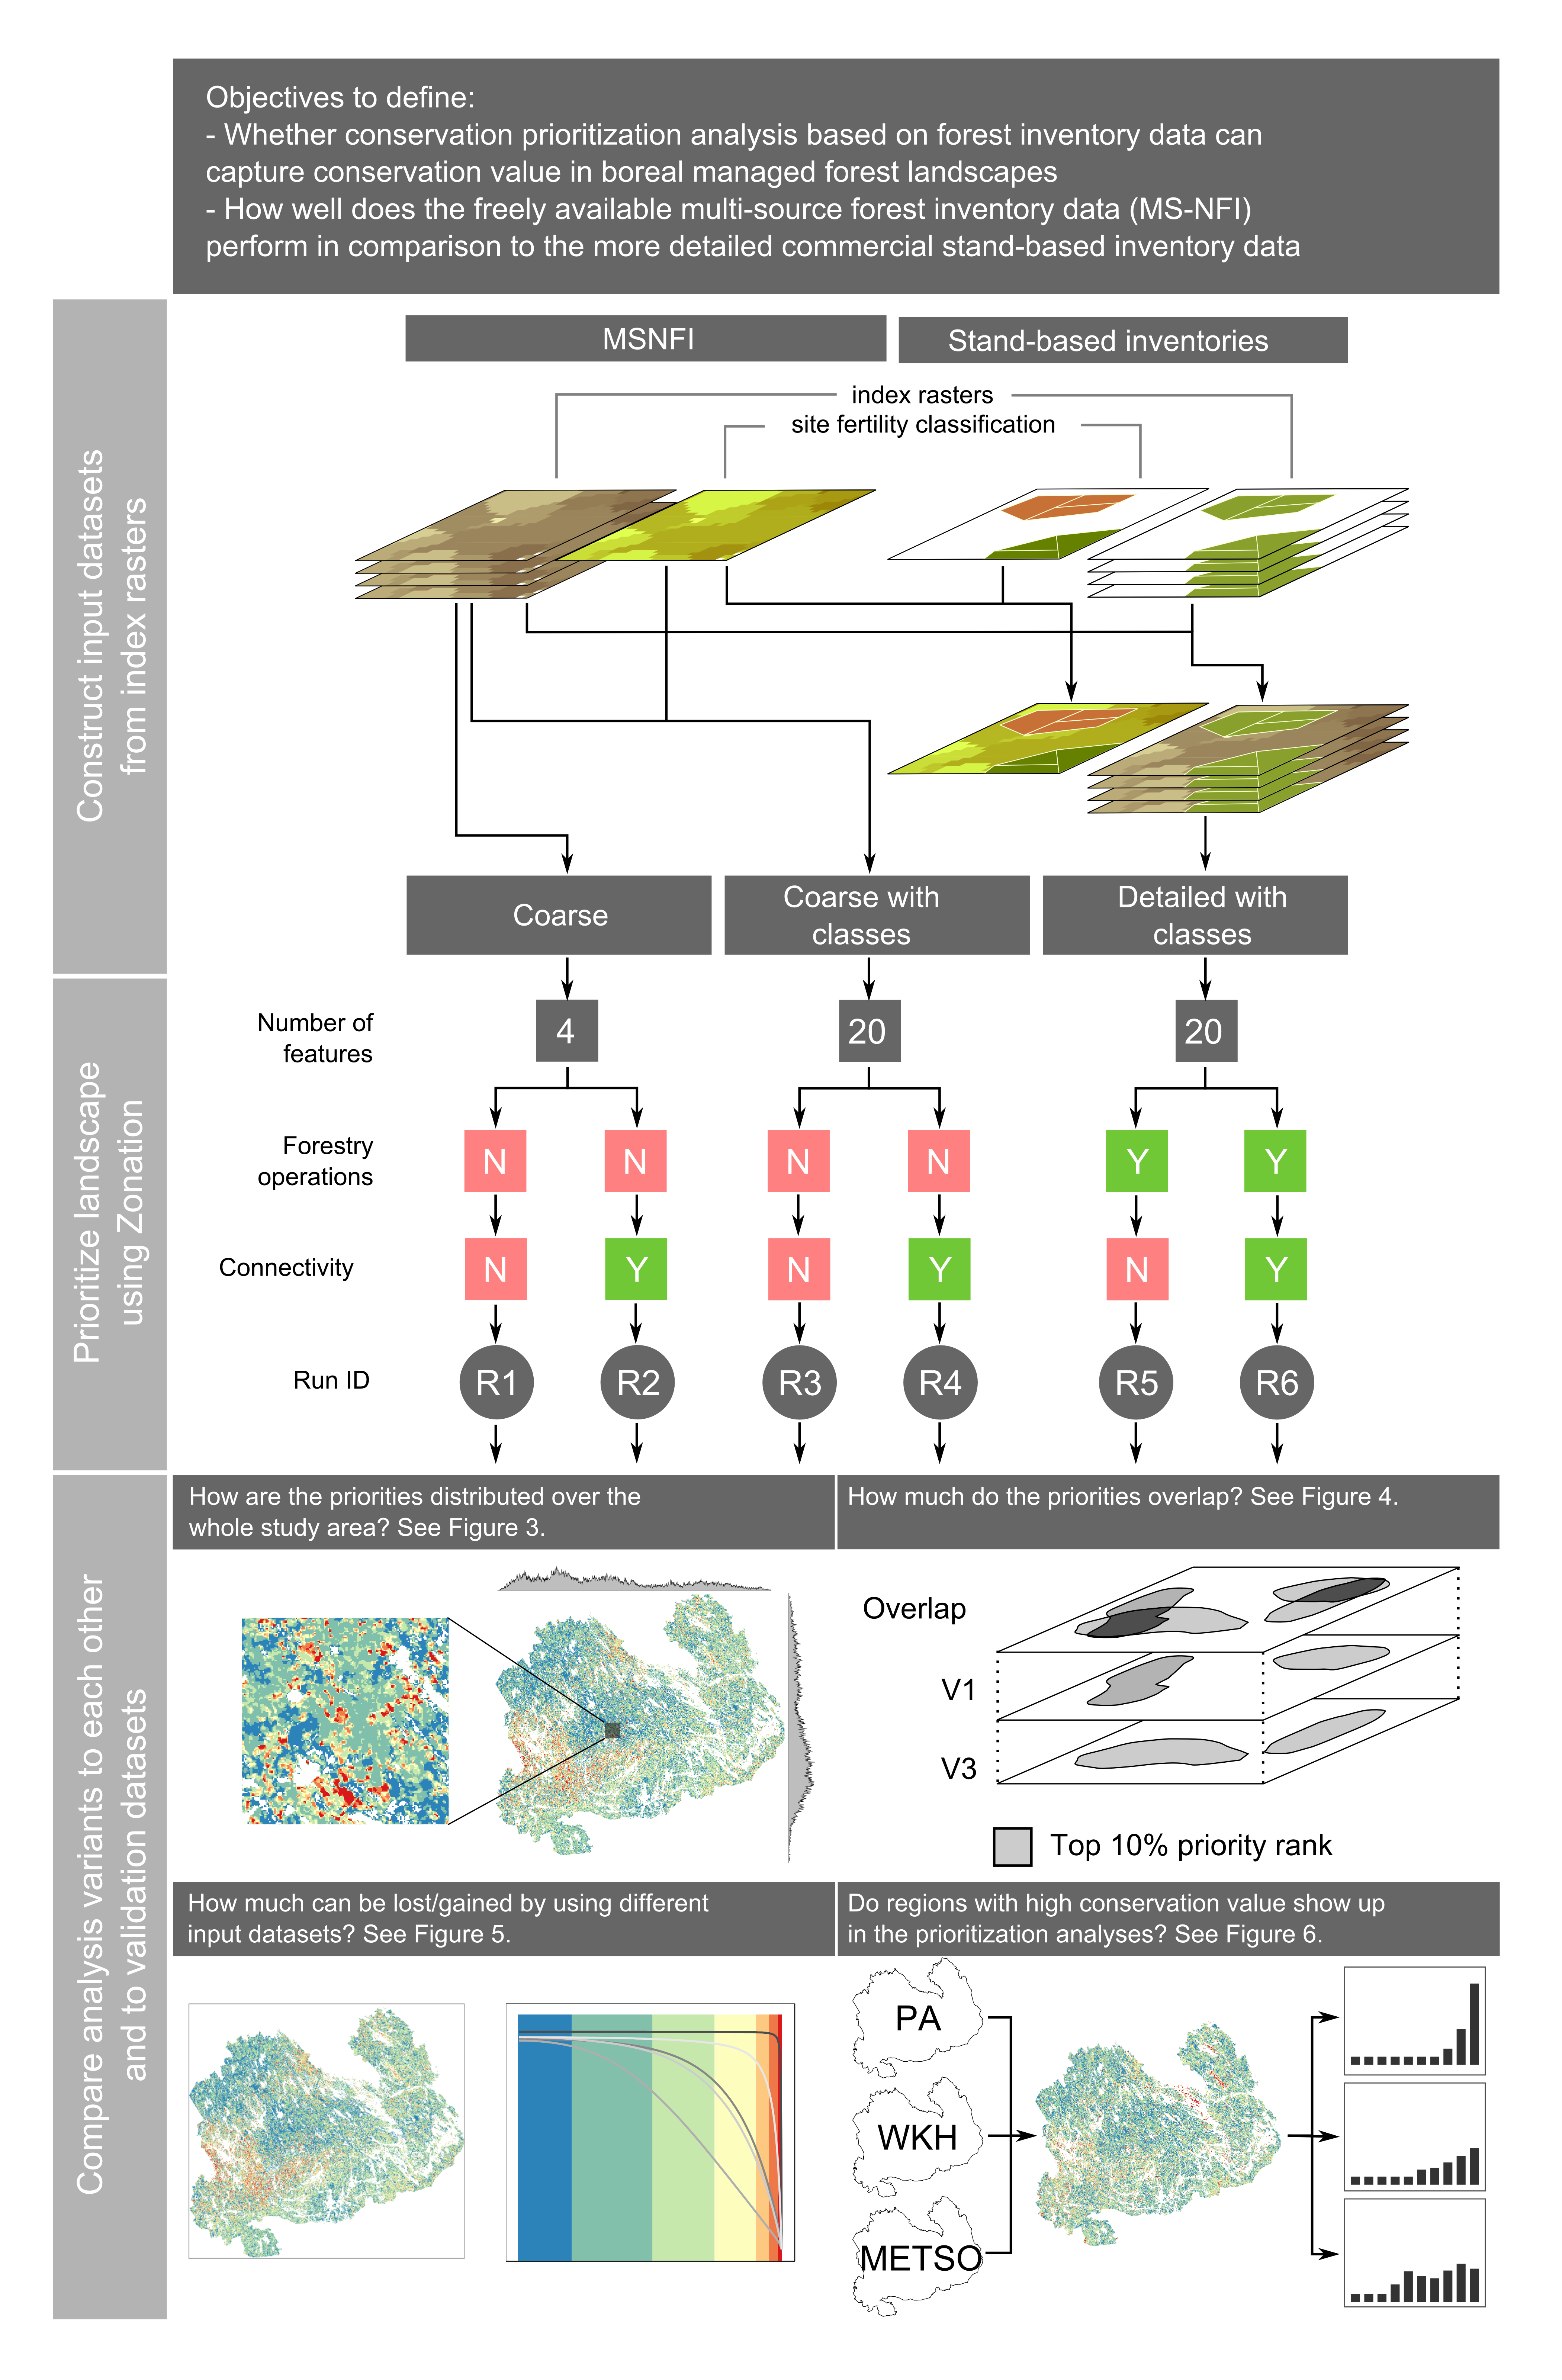 Objectives to define:
- Whether conservation prioritization analysis based on forest inventory data can
capture conservation value in boreal managed forest landscapes
- How well does the freely available multi-source forest inventory data (MS-NFI)
perform in comparison to the more detailed commercial stand-based inventory data
Construct input datasets
from index rasters
MSNFI
Stand-based inventories
index rasters
site fertility classification
Coarse
Coarse with
classes
Detailed with
classes
Prioritize landscape
using Zonation
Number of
features
4
20
20
Forestry
operations
N
N
N
N
Y
Y
Connectivity
N
Y
N
Y
N
Y
Run ID
R1
R2
R3
R4
R5
R6
Compare analysis variants to each other
and to validation datasets
How are the priorities distributed over the
whole study area? See Figure 3.
How much do the priorities overlap? See Figure 4.
Overlap
V1
V3
Top 10% priority rank
How much can be lost/gained by using different
input datasets? See Figure 5.
Do regions with high conservation value show up
in the prioritization analyses? See Figure 6.
PA
WKH
METSO